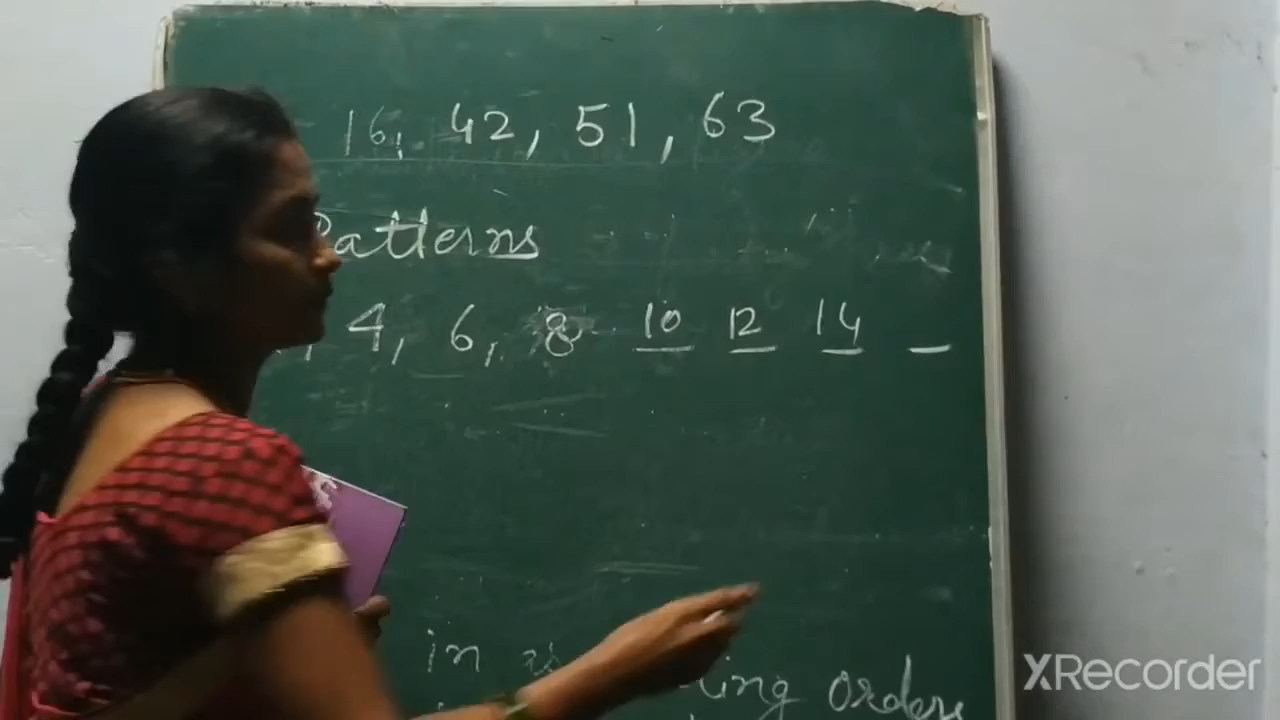 16, 42, 51, 63
Patterns
, 4, 6, 8 10 12 14 _
in ing orders
XRecorder